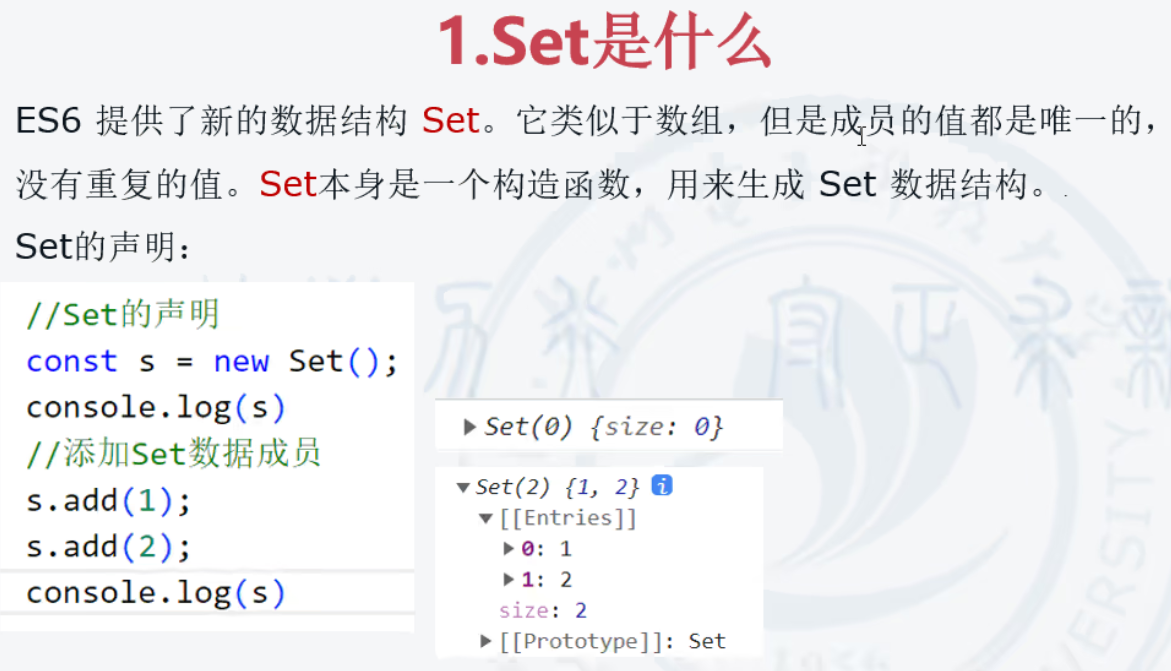 1.Set是什么
ES6 提供了新的数据结构 Set。它类似于数组，但是成员的值都是唯一的，
没有重复的值。Set本身是一个构造函数，用来生成 Set 数据结构。
Set的声明：
//Set的声明
const s = new Set();
console.log(s)
//添加Set数据成员
s.add(1);
s.add(2);
console.log(s)
▶Set(0) {size: 0}
▼Set(2) {1, 2} i
▼[[Entries]]
▶0: 1
▶1: 2
size: 2
▶[[Prototype]]: Set
ERSITY
1956